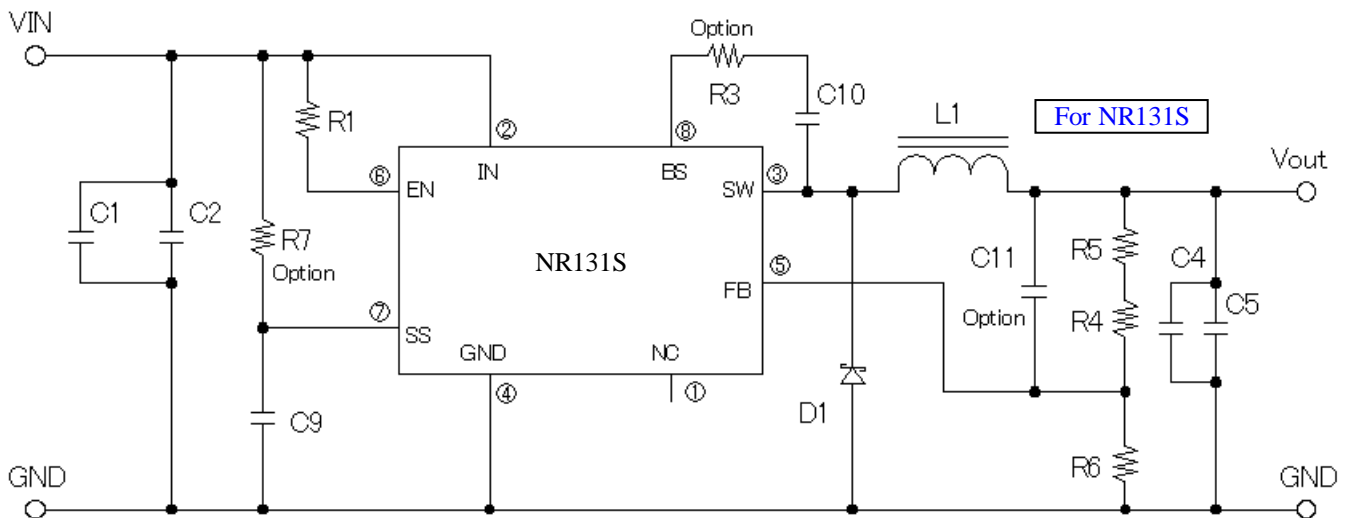 VIN
Option
R3
C10
L1
For NR131S
R1
②
⑧
Vout
⑥
EN
IN
BS
SW
③
C1
C2
R7
Option
NR131S
⑤
FB
C11
Option
R5
R4
C4
C5
⑦
SS
GND
NC
④
①
C9
D1
R6
GND
GND